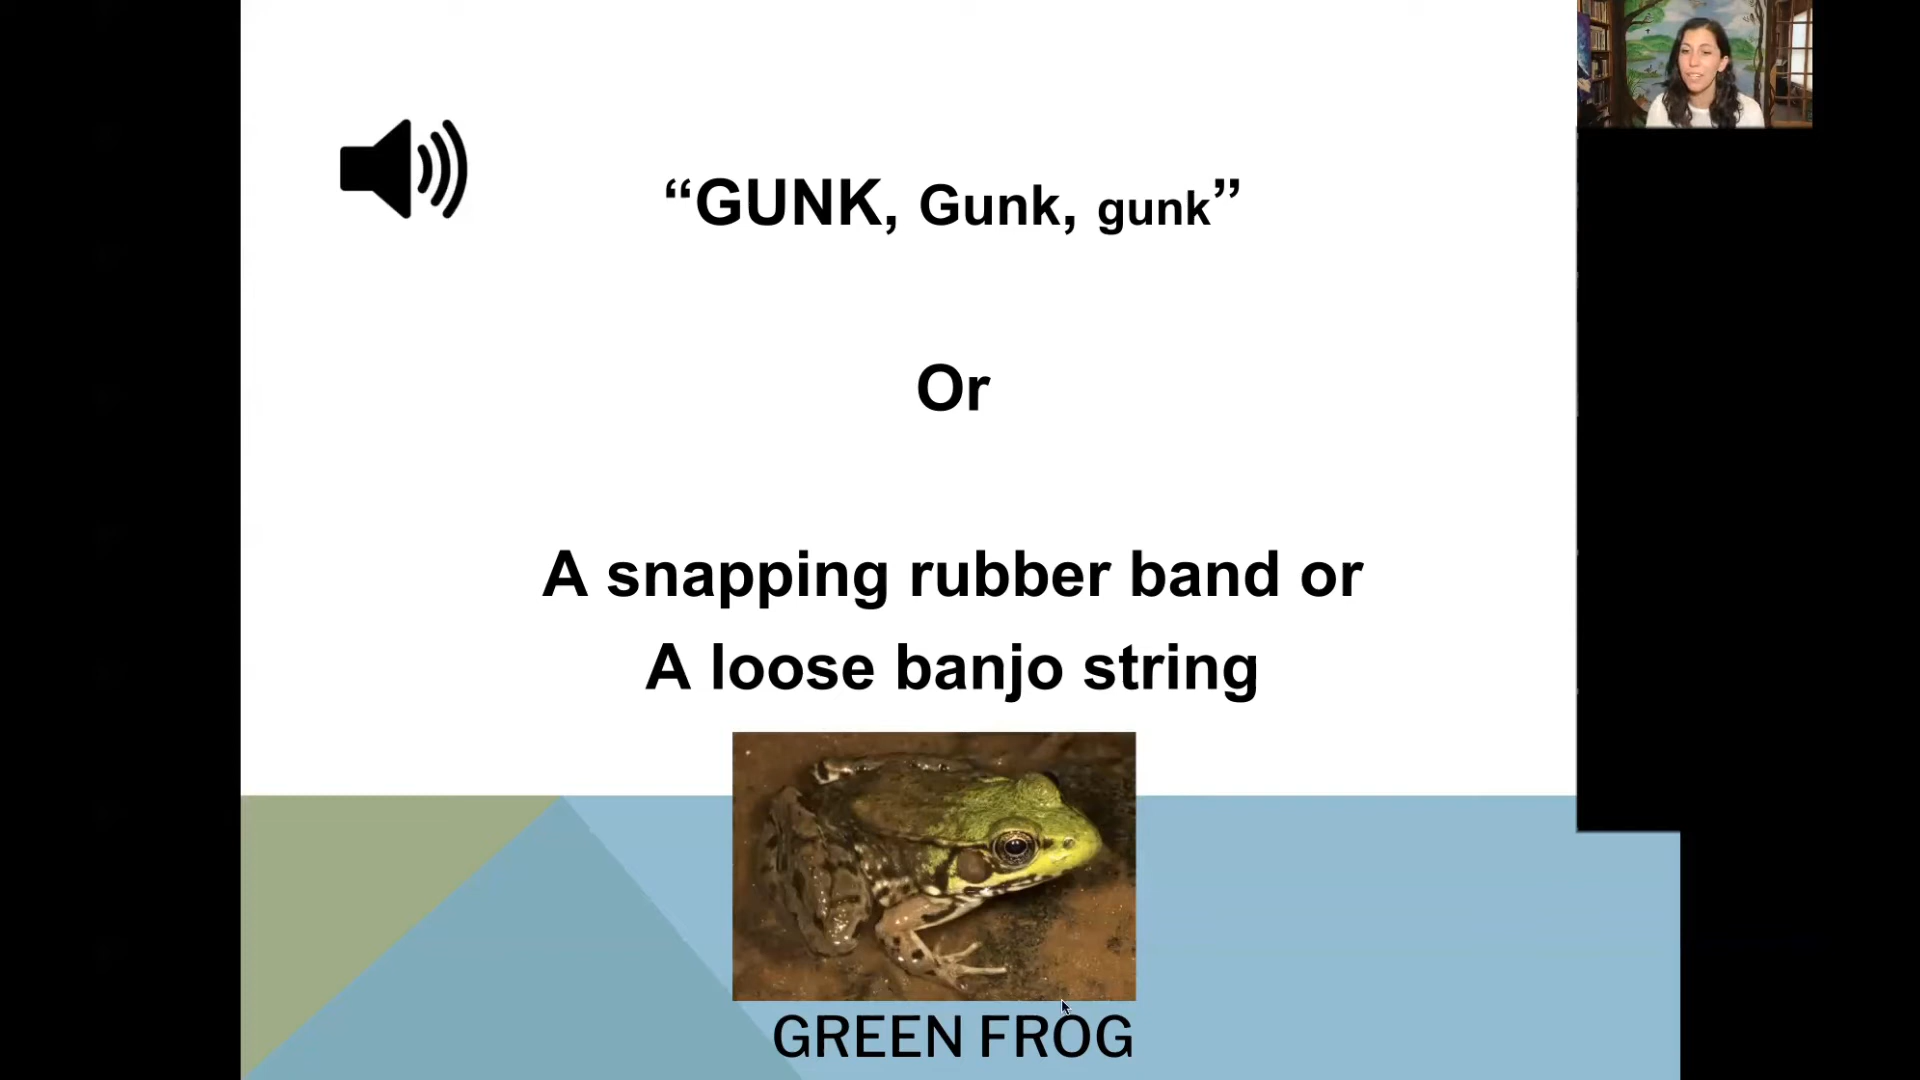 “GUNK, Gunk, gunk”
Or
A snapping rubber band or
A loose banjo string
GREEN FROG